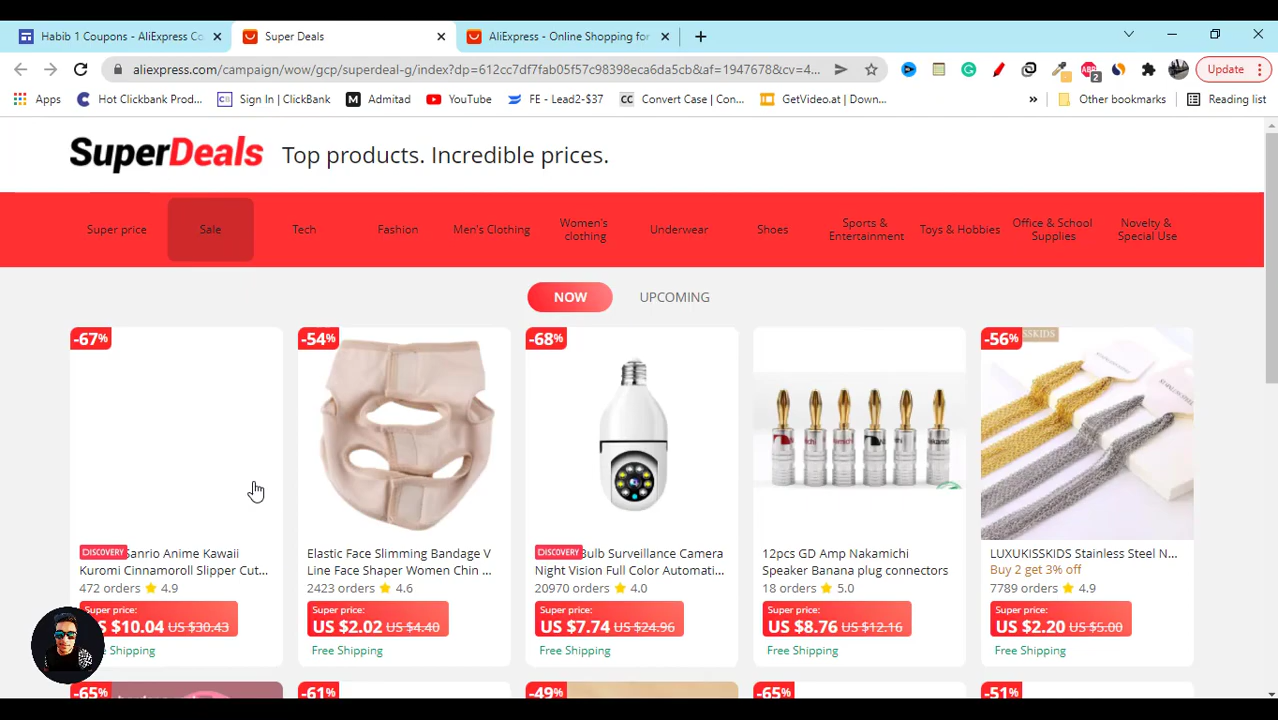 Habib 1 Coupons - AliExpress Co
Super Deals
AliExpress - Online Shopping for
aliexpress.com/campaign/wow/gcp/superdeal-g/index?dp=612cc7df7fab05f57c98398eca6da5cb&af=1947678&cv=4...
Update
Apps
Hot Clickbank Prod...
Sign In | ClickBank
Admitad
YouTube
FE - Lead2-$37
Convert Case | Con...
GetVideo.at | Down...
»
Other bookmarks
Reading list
SuperDeals
Top products. Incredible prices.
Super price
Sale
Tech
Fashion
Men's Clothing
Women's
clothing
Underwear
Shoes
Sports &
Entertainment
Toys & Hobbies
Office & School
Supplies
Novelty &
Special Use
NOW
UPCOMING
-67%
DISCOVERY Sanrio Anime Kawaii
Kuromi Cinnamoroll Slipper Cut...
472 orders 4.9
Super price:
US $10.04 US $30.43
Shipping
-54%
Elastic Face Slimming Bandage V
Line Face Shaper Women Chin ...
2423 orders 4.6
Super price:
US $2.02 US $4.40
Free Shipping
-68%
DISCOVERY Bulb Surveillance Camera
Night Vision Full Color Automati...
20970 orders 4.0
Super price:
US $7.74 US $24.96
Free Shipping
12pcs GD Amp Nakamichi
Speaker Banana plug connectors
18 orders 5.0
Super price:
US $8.76 US $12.16
Free Shipping
-56%
LUXUKISSKIDS Stainless Steel N...
Buy 2 get 3% off
7789 orders 4.9
Super price:
US $2.20 US $5.00
Free Shipping
-65%
-61%
-49%
-65%
-51%